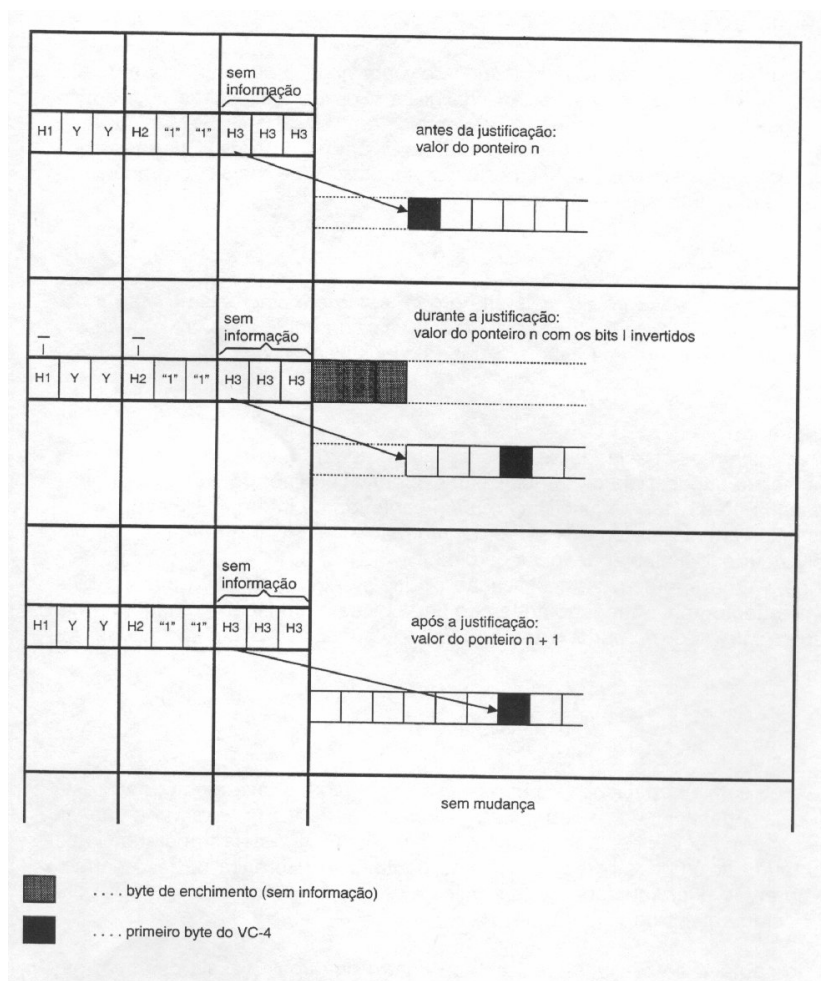 sem
informação
H1 Y Y H2 "1" "1" H3 H3 H3
antes da justificação:
valor do ponteiro n
sem
informação
durante a justificação:
valor do ponteiro n com os bits I invertidos
I I
H1 Y Y H2 "1" "1" H3 H3 H3
sem
informação
H1 Y Y H2 "1" "1" H3 H3 H3
após a justificação:
valor do ponteiro n + 1
sem mudança
. . . . byte de enchimento (sem informação)
. . . . primeiro byte do VC-4